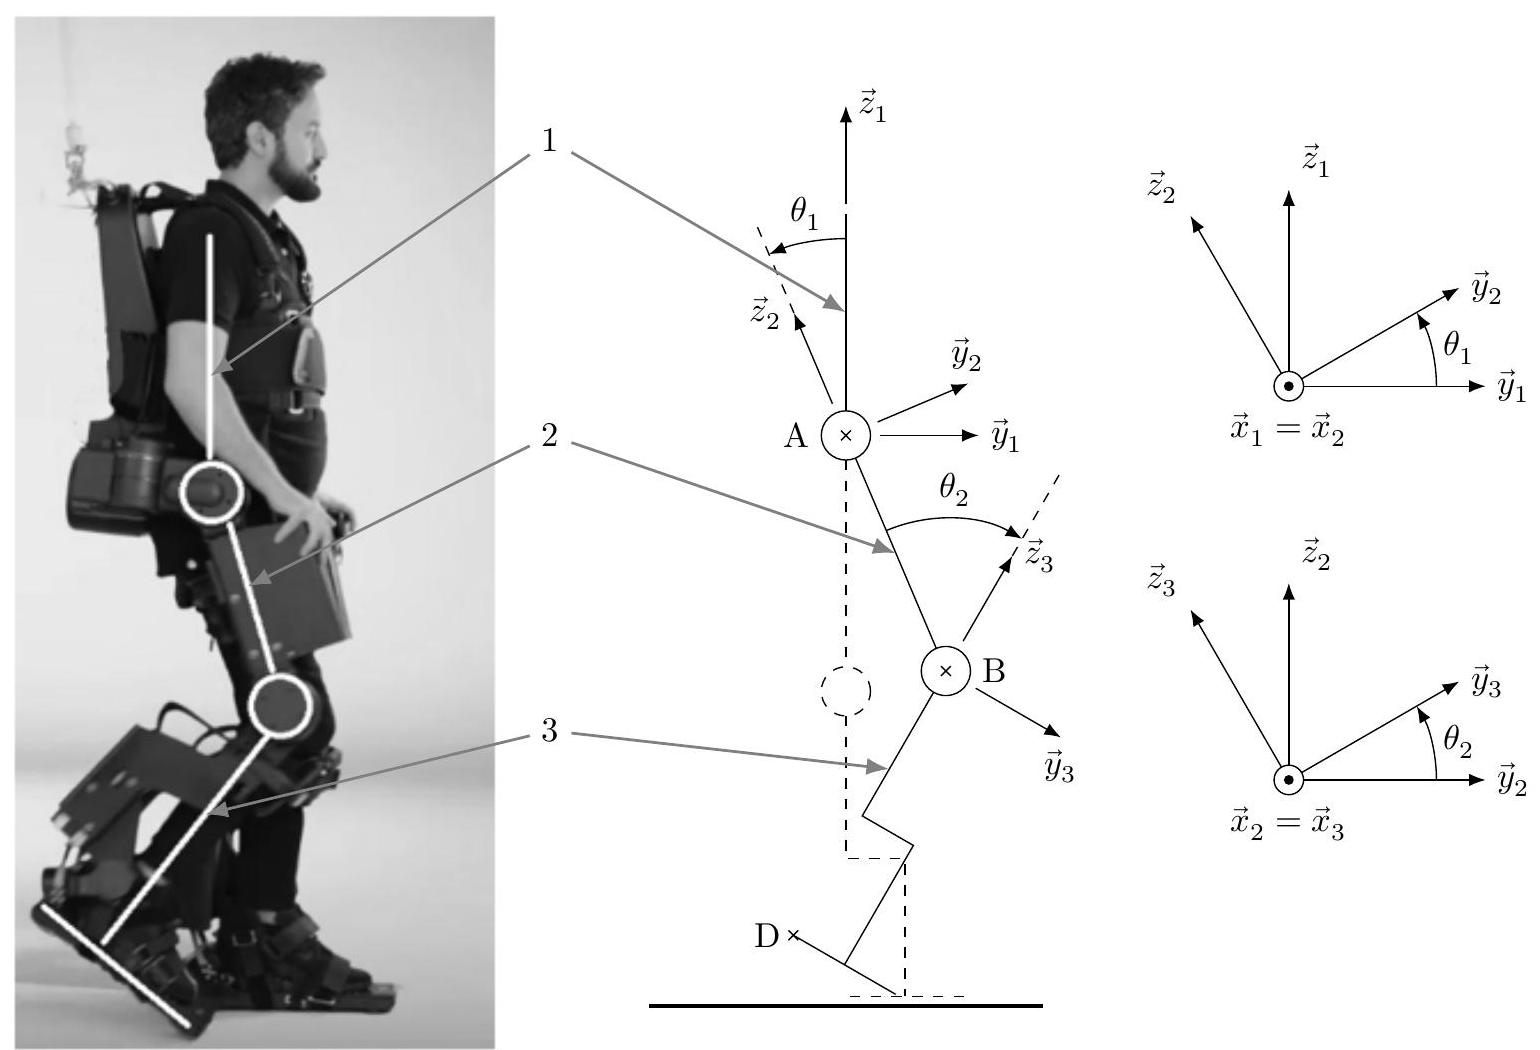 1
2
3
$\vec{z}_1$
$\theta_1$
$\vec{z}_2$
$\vec{y}_2$
A
$\vec{y}_1$
$\theta_2$
$\vec{z}_3$
B
$\vec{y}_3$
D
$\vec{z}_1$
$\vec{z}_2$
$\vec{y}_2$
$\theta_1$
$\vec{y}_1$
$\vec{x}_1 = \vec{x}_2$
$\vec{z}_2$
$\vec{z}_3$
$\vec{y}_3$
$\theta_2$
$\vec{y}_2$
$\vec{x}_2 = \vec{x}_3$